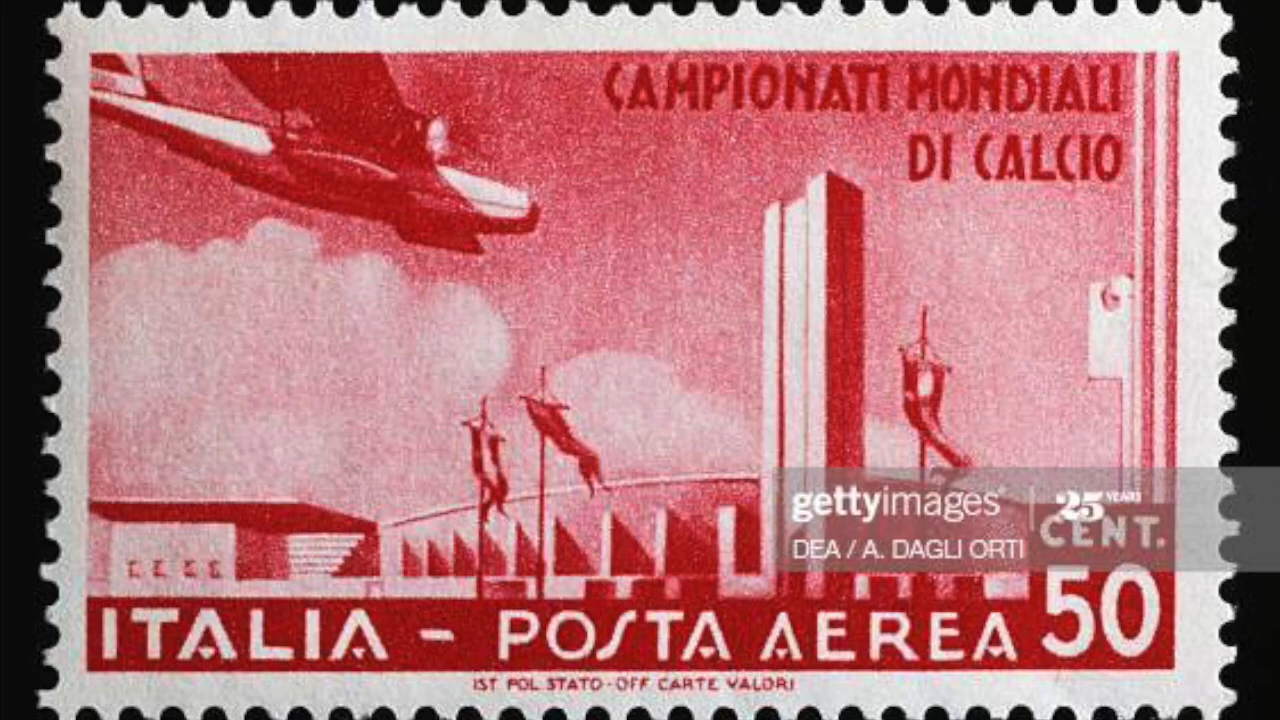 CAMPIONATI MONDIALI
DI CALCIO
gettyimages® 25 YEARS
DEA / A. DAGLI ORTI
CENT.
ITALIA - POSTA AEREA 50
IST POL. STATO-OFF CARTE VALORI